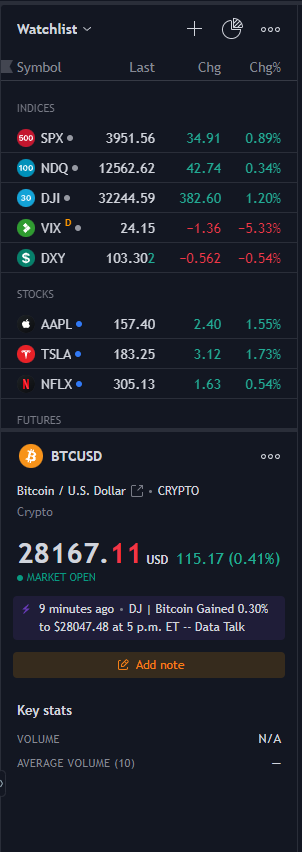 Watchlist
Symbol Last Chg Chg%
INDICES
500 SPX 3951.56 34.91 0.89%
100 NDQ 12562.62 42.74 0.34%
30 DJI 32244.59 382.60 1.20%
VIX D 24.15 −1.36 −5.33%
$ DXY 103.302 −0.562 −0.54%
STOCKS
AAPL 157.40 2.40 1.55%
TSLA 183.25 3.12 1.73%
N NFLX 305.13 1.63 0.54%
FUTURES
BTCUSD
Bitcoin / U.S. Dollar • CRYPTO
Crypto
28167.11 USD 115.17 (0.41%)
MARKET OPEN
9 minutes ago • DJ | Bitcoin Gained 0.30%
to $28047.48 at 5 p.m. ET -- Data Talk
Add note
Key stats
VOLUME N/A
AVERAGE VOLUME (10) —